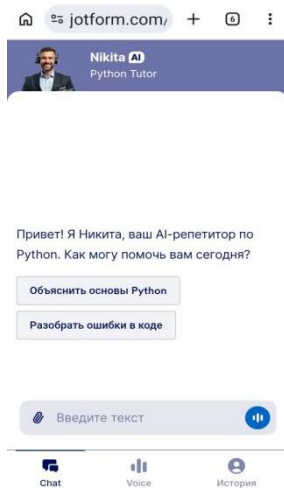 jotform.com/
6
Nikita AI
Python Tutor
Привет! Я Никита, ваш AI-репетитор по
Python. Как могу помочь вам сегодня?
Объяснить основы Python
Разобрать ошибки в коде
Введите текст
Chat
Voice
История